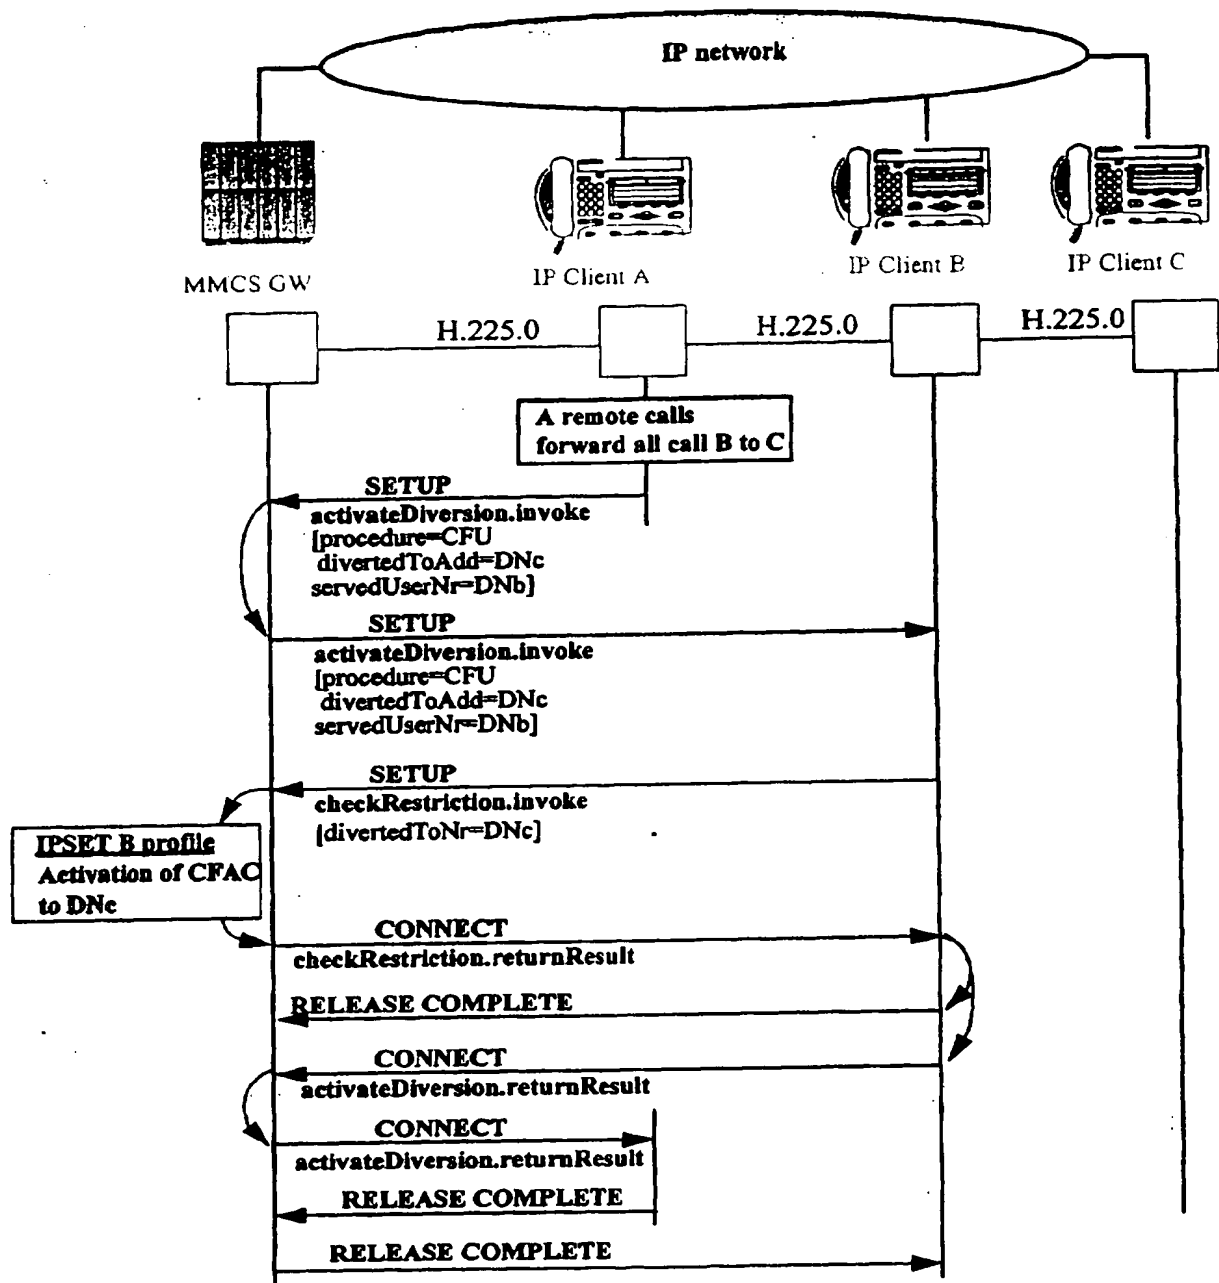 IP network
MMCS GW
IP Client A
IP Client B
IP Client C
H.225.0
H.225.0
H.225.0
A remote calls
forward all call B to C
SETUP
activateDiversion.invoke
[procedure=CFU
divertedToAdd=DNc
servedUserNr=DNb]
SETUP
activateDiversion.invoke
[procedure=CFU
divertedToAdd=DNc
servedUserNr=DNb]
SETUP
checkRestriction.invoke
[divertedToNr=DNc]
IPSET B profile
Activation of CFAC
to DNc
CONNECT
checkRestriction.returnResult
RELEASE COMPLETE
CONNECT
activateDiversion.returnResult
CONNECT
activateDiversion.returnResult
RELEASE COMPLETE
RELEASE COMPLETE